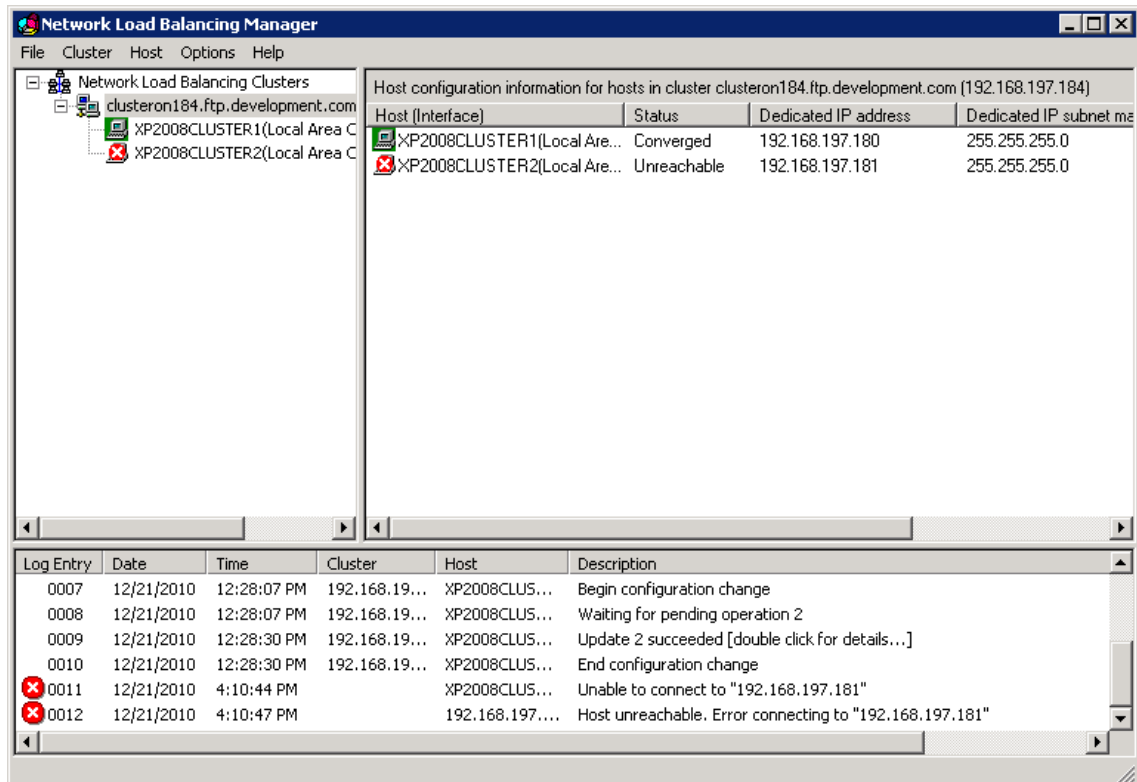 Network Load Balancing Manager
File Cluster Host Options Help
Network Load Balancing Clusters
clusteron184.ftp.development.com
XP2008CLUSTER1(Local Area C
XP2008CLUSTER2(Local Area C
Host configuration information for hosts in cluster clusteron184.ftp.development.com (192.168.197.184)
Host (Interface) Status Dedicated IP address Dedicated IP subnet ma
XP2008CLUSTER1(Local Are... Converged 192.168.197.180 255.255.255.0
XP2008CLUSTER2(Local Are... Unreachable 192.168.197.181 255.255.255.0
Log Entry Date Time Cluster Host Description
0007 12/21/2010 12:28:07 PM 192.168.19... XP2008CLUS... Begin configuration change
0008 12/21/2010 12:28:07 PM 192.168.19... XP2008CLUS... Waiting for pending operation 2
0009 12/21/2010 12:28:30 PM 192.168.19... XP2008CLUS... Update 2 succeeded [double click for details...]
0010 12/21/2010 12:28:30 PM 192.168.19... XP2008CLUS... End configuration change
0011 12/21/2010 4:10:44 PM XP2008CLUS... Unable to connect to "192.168.197.181"
0012 12/21/2010 4:10:47 PM 192.168.197.... Host unreachable. Error connecting to "192.168.197.181"